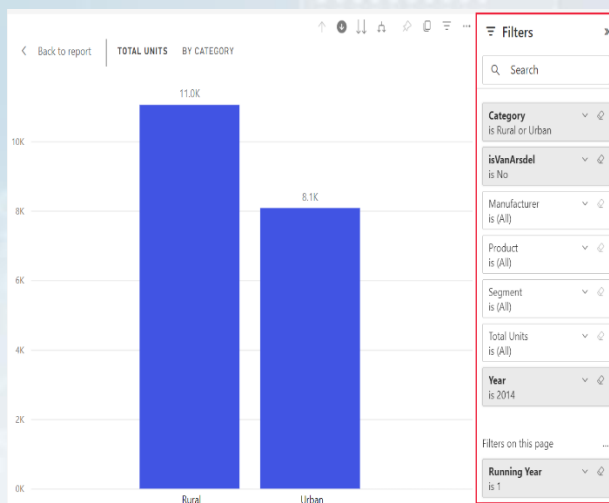 Back to report
TOTAL UNITS BY CATEGORY
11.0K
8.1K
10K
8K
6K
4K
2K
0K
Rural Urban
Filters
Search
Category
is Rural or Urban
isVanArsdel
is No
Manufacturer
is (All)
Product
is (All)
Segment
is (All)
Total Units
is (All)
Year
is 2014
Filters on this page ...
Running Year
is 1